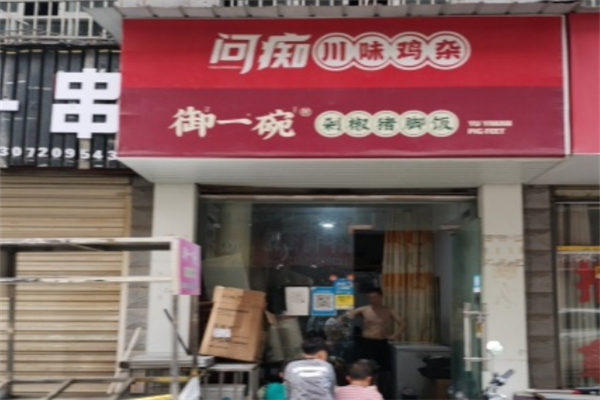 问痴川味鸡杂
御一碗®剁椒猪脚饭
YU YIWAN
PIG FEET
串
07209543